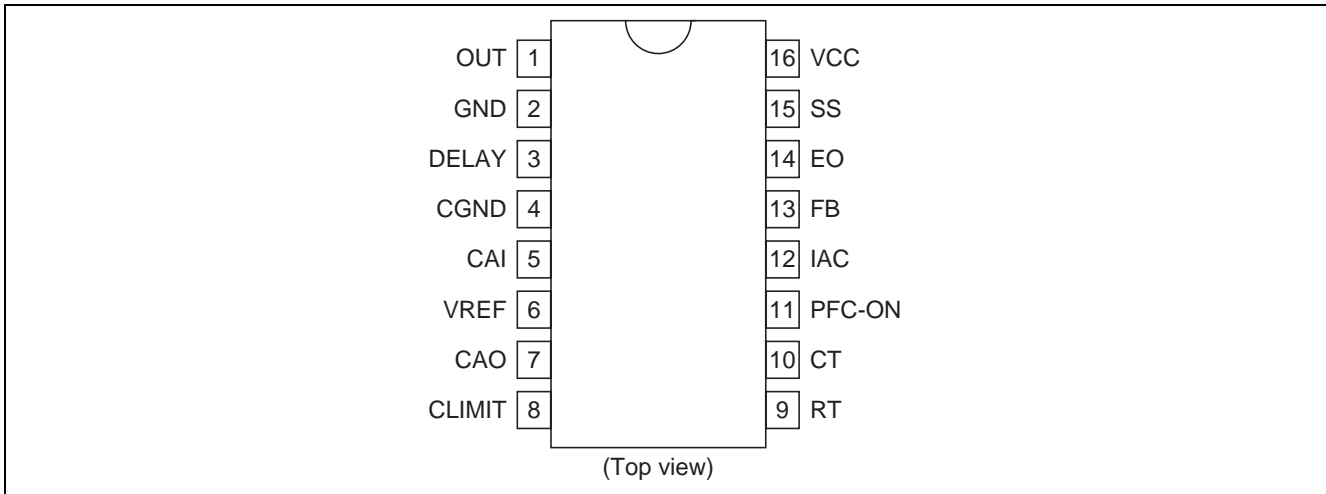 OUT 1 16 VCC
GND 2 15 SS
DELAY 3 14 EO
CGND 4 13 FB
CAI 5 12 IAC
VREF 6 11 PFC-ON
CAO 7 10 CT
CLIMIT 8 9 RT
(Top view)